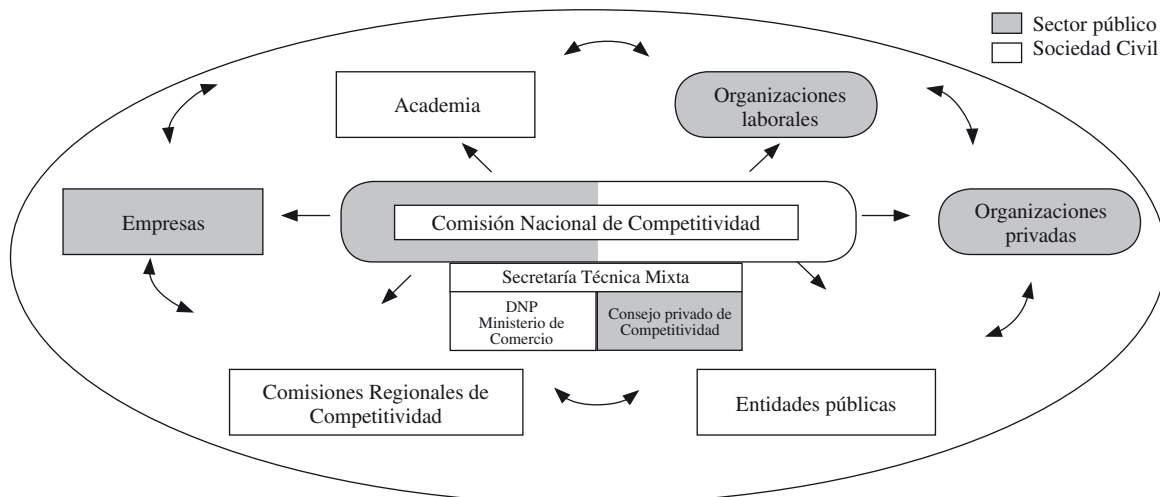 Sector público
Sociedad Civil
Academia
Organizaciones
laborales
Empresas
Comisión Nacional de Competitividad
Organizaciones
privadas
Secretaría Técnica Mixta
DNP
Ministerio de
Comercio
Consejo privado de
Competitividad
Comisiones Regionales de
Competitividad
Entidades públicas